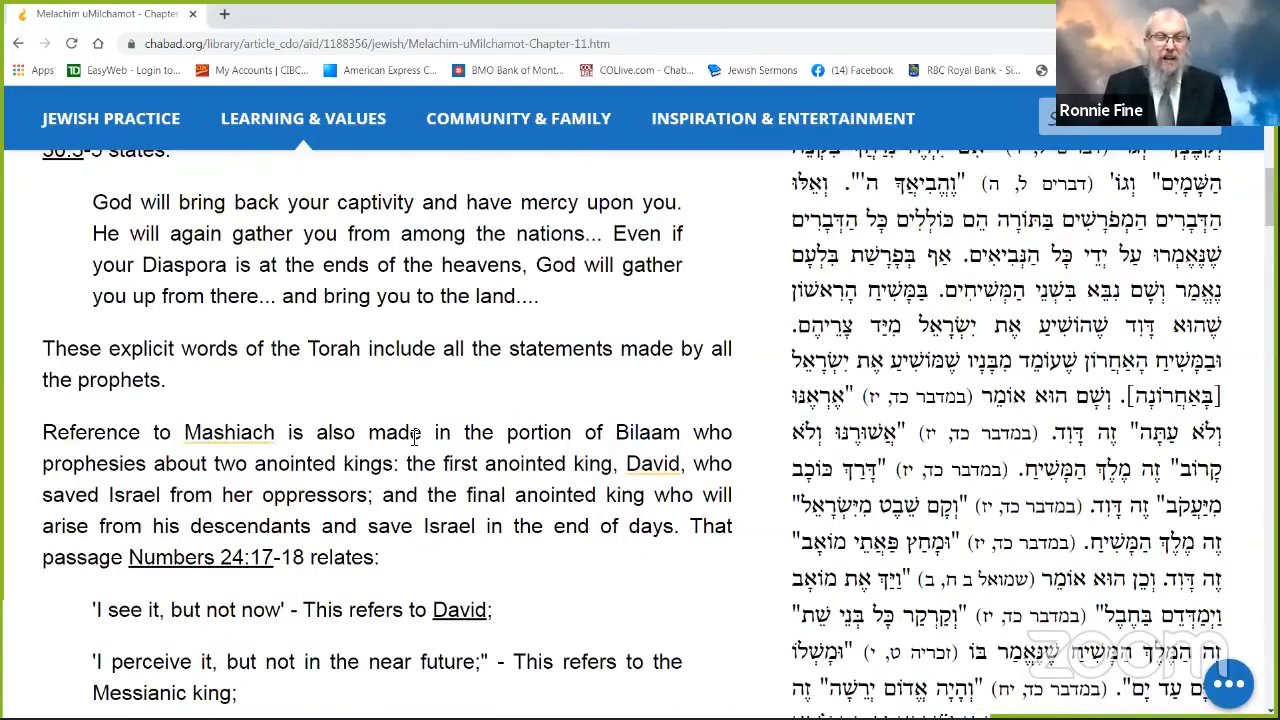 Melachim uMilchamot - Chapter
chabad.org/library/article_cdo/aid/1188356/jewish/Melachim-uMilchamot-Chapter-11.htm
Apps EasyWeb - Login to... My Accounts | CIBC... American Express C... BMO Bank of Mont... COLlive.com - Chab... Jewish Sermons (14) Facebook RBC Royal Bank - Si...
Ronnie Fine
JEWISH PRACTICE LEARNING & VALUES COMMUNITY & FAMILY INSPIRATION & ENTERTAINMENT
states:
God will bring back your captivity and have mercy upon you.
He will again gather you from among the nations... Even if
your Diaspora is at the ends of the heavens, God will gather
you up from there... and bring you to the land....
These explicit words of the Torah include all the statements made by all
the prophets.
Reference to Mashiach is also made in the portion of Bilaam who
prophesies about two anointed kings: the first anointed king, David, who
saved Israel from her oppressors; and the final anointed king who will
arise from his descendants and save Israel in the end of days. That
passage Numbers 24:17-18 relates:
'I see it, but not now' - This refers to David;
'I perceive it, but not in the near future;" - This refers to the
Messianic king;
הַשָּׁמַיִם" וְגוֹ' (דברים ל, ה) "וֶהֱבִיאֲךָ ה'". וְאֵלּוּ
הַדְּבָרִים הַמְפֹרָשִׁים בַּתּוֹרָה הֵם כּוֹלְלִים כָּל הַדְּבָרִים
שֶׁנֶּאֶמְרוּ עַל יְדֵי כָּל הַנְּבִיאִים. אַף בְּפָרָשַׁת בִּלְעָם
נֶאֱמַר וְשָׁם נִבָּא בִּשְׁנֵי הַמְּשִׁיחִים. בַּמָּשִׁיחַ הָרִאשׁוֹן
שֶׁהוּא דָּוִד שֶׁהוֹשִׁיעַ אֶת יִשְׂרָאֵל מִיַּד צָרֵיהֶם.
וּבַמָּשִׁיחַ הָאַחֲרוֹן שֶׁעוֹמֵד מִבָּנָיו שֶׁמּוֹשִׁיעַ אֶת יִשְׂרָאֵל
[בָּאַחֲרוֹנָה]. וְשָׁם הוּא אוֹמֵר (במדבר כד, יז) "אֶרְאֶנּוּ
וְלֹא עַתָּה" זֶה דָּוִד. (במדבר כד, יז) "אֲשׁוּרֶנּוּ וְלֹא
קָרוֹב" זֶה מֶלֶךְ הַמָּשִׁיחַ. (במדבר כד, יז) "דָּרַךְ כּוֹכָב
מִיַּעֲקֹב" זֶה דָּוִד. (במדבר כד, יז) "וְקָם שֵׁבֶט מִיִּשְׂרָאֵל"
זֶה מֶלֶךְ הַמָּשִׁיחַ. (במדבר כד, יז) "וּמָחַץ פַּאֲתֵי מוֹאָב"
זֶה דָּוִד. וְכֵן הוּא אוֹמֵר (שמואל ב ח, ב) "וַיַּךְ אֶת מוֹאָב
וַיְמַדְּדֵם בַּחֶבֶל" (במדבר כד, יז) "וְקַרְקַר כָּל בְּנֵי שֵׁת"
זֶה הַמֶּלֶךְ הַמָּשִׁיחַ שֶׁנֶּאֱמַר בּוֹ (זכריה ט, י) "וּמָשְׁלוֹ
עַד יָם". (במדבר כד, יח) "וְהָיָה אֱדוֹם יְרֵשָׁה" זֶה
zoom